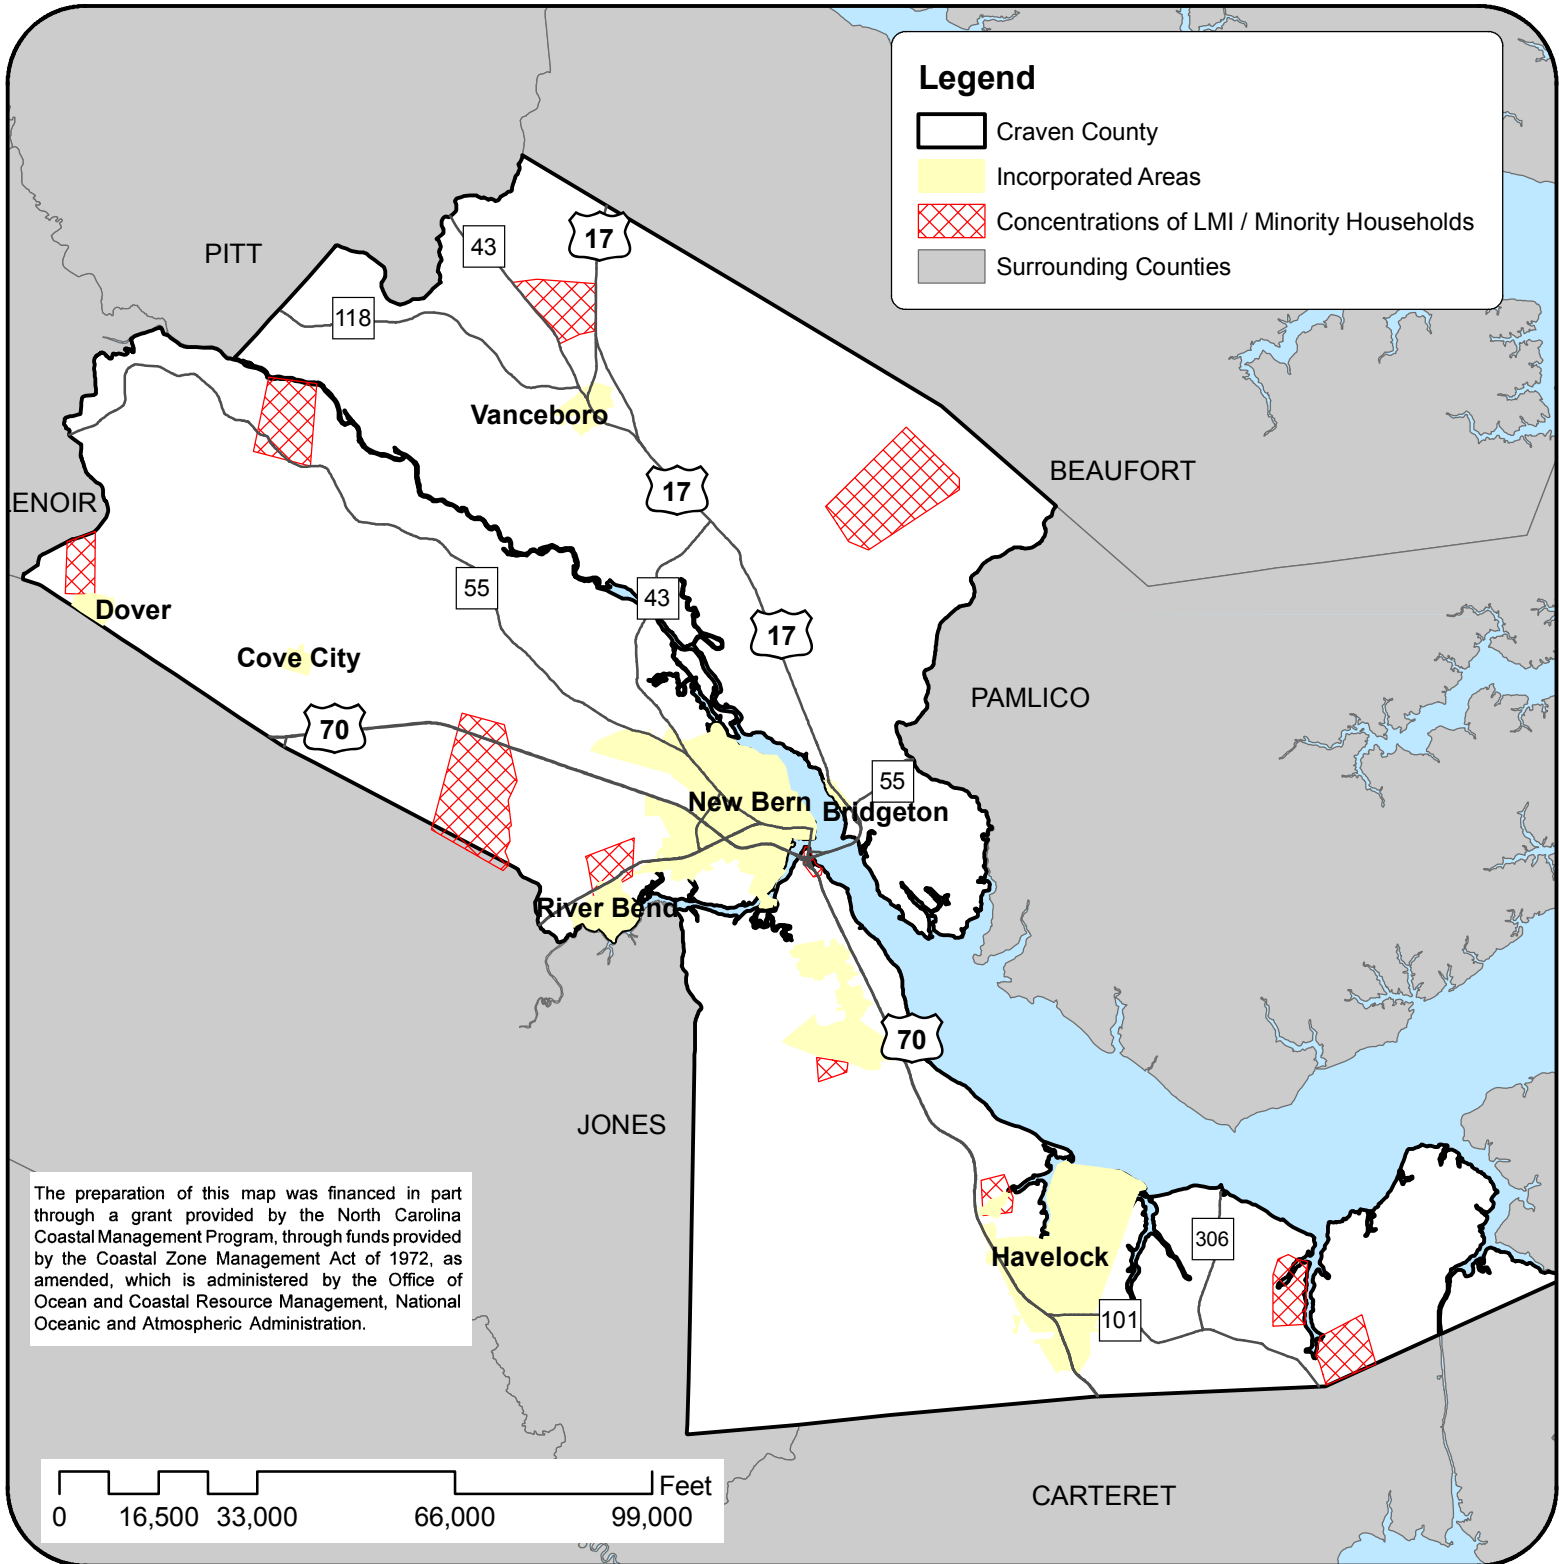 Legend
Craven County
Incorporated Areas
Concentrations of LMI / Minority Households
Surrounding Counties
PITT
43
17
118
Vanceboro
BEAUFORT
17
ENOIR
55
43
Dover
17
Cove City
PAMLICO
70
55
New Bern
Bridgeton
River Bend
70
JONES
306
Havelock
101
The preparation of this map was financed in part
through a grant provided by the North Carolina
Coastal Management Program, through funds provided
by the Coastal Zone Management Act of 1972, as
amended, which is administered by the Office of
Ocean and Coastal Resource Management, National
Oceanic and Atmospheric Administration.
Feet
0 16,500 33,000 66,000 99,000
CARTERET